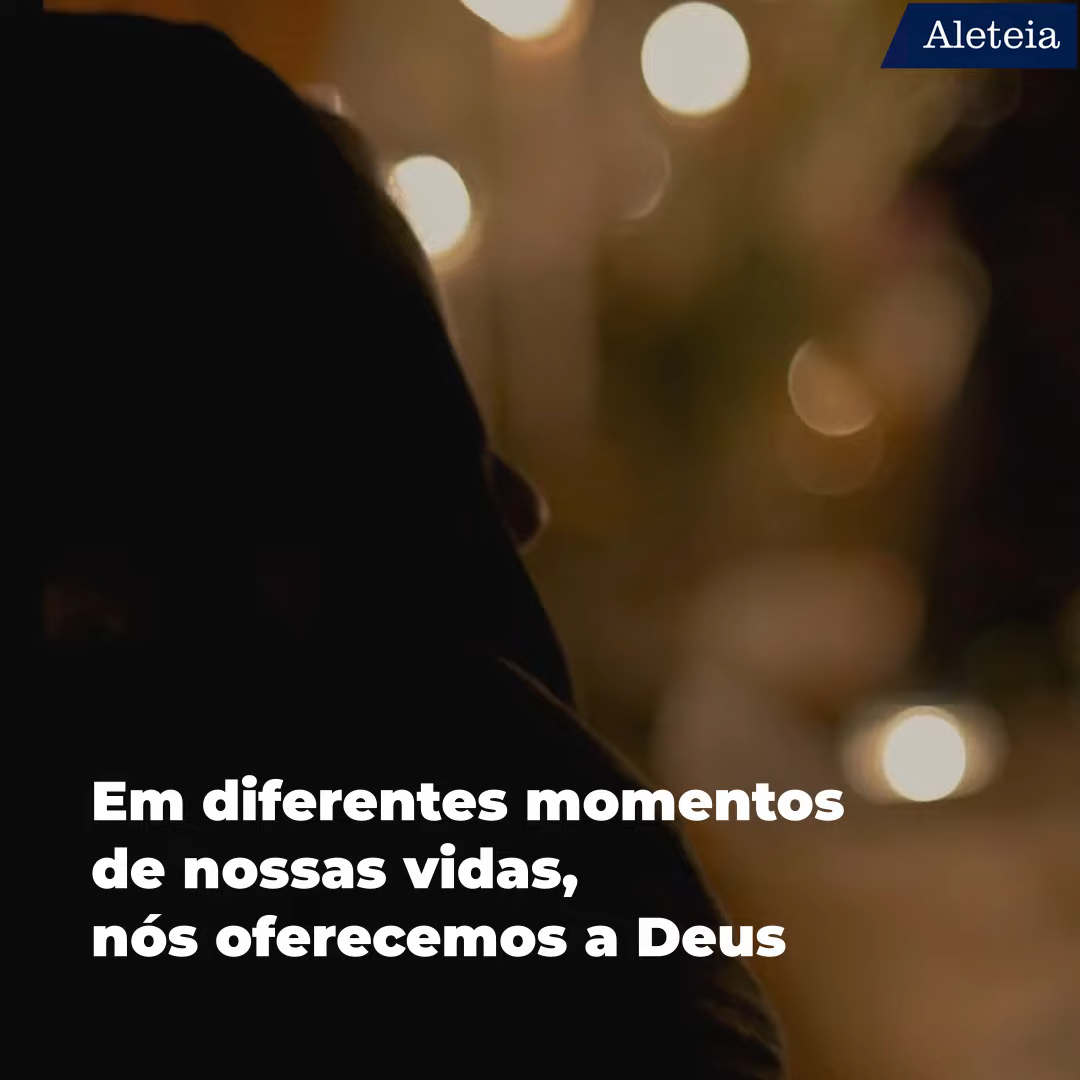 Aleteia
Em diferentes momentos
de nossas vidas,
nós oferecemos a Deus